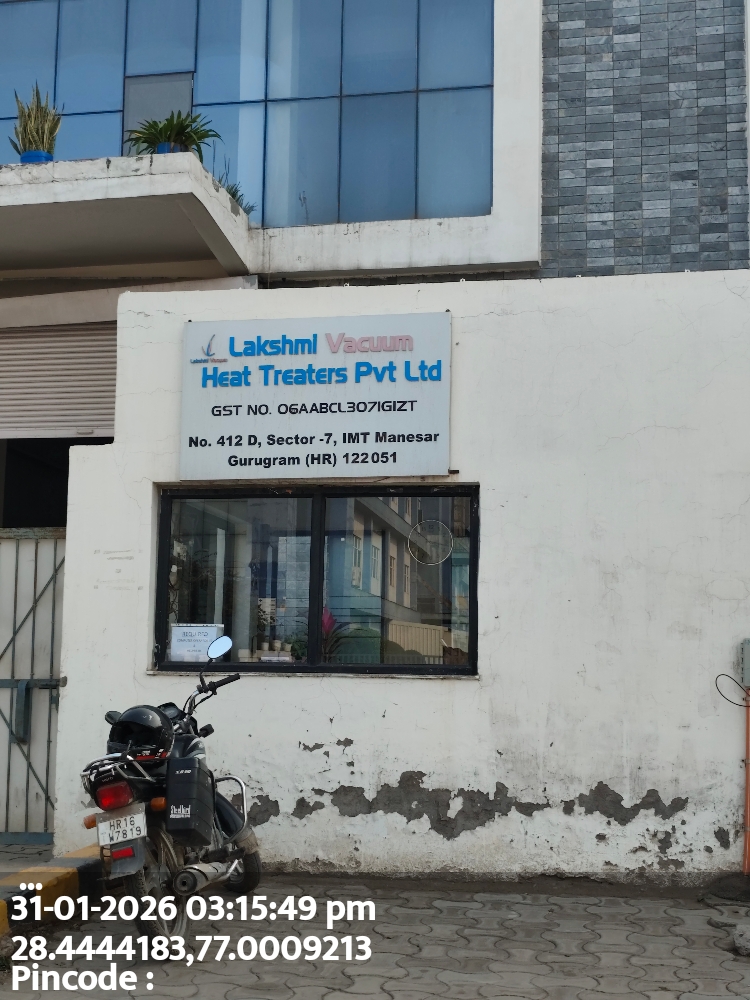 Lakshmi Vacuum
Heat Treaters Pvt Ltd
GST NO. 06AABCL3071G1ZT
No. 412 D, Sector -7, IMT Manesar
Gurugram (HR) 122051
HR16
W7819
...
31-01-2026 03:15:49 pm
28.4444183,77.0009213
Pincode :